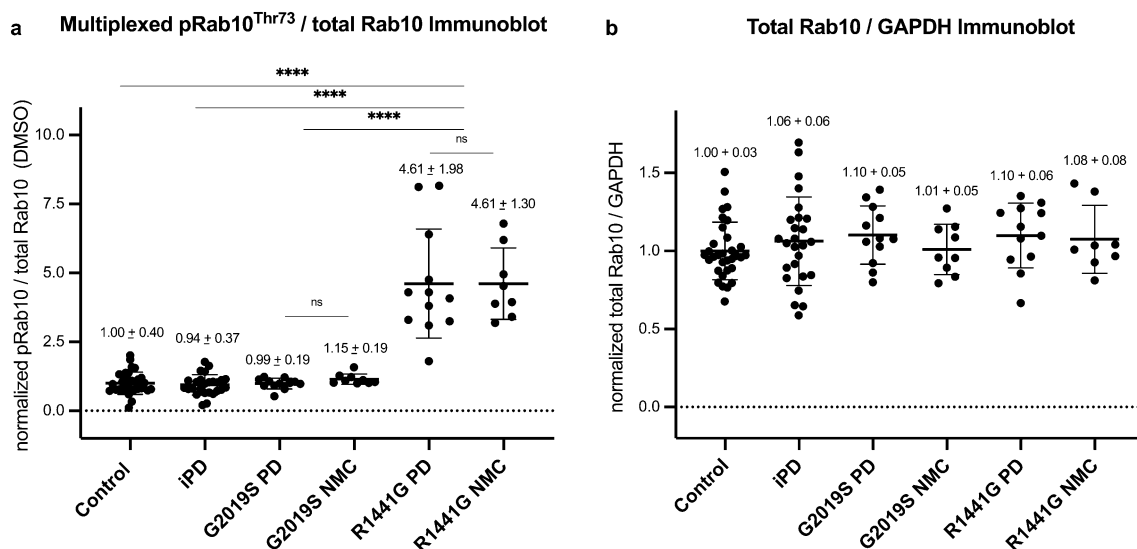 a
Multiplexed pRab10Thr73 / total Rab10 Immunoblot
****
****
****
ns
4.61 ± 1.98
4.61 ± 1.30
ns
1.00 ± 0.40
0.94 ± 0.37
0.99 ± 0.19
1.15 ± 0.19
normalized pRab10 / total Rab10 (DMSO)
10.0
7.5
5.0
2.5
0.0
Control
iPD
G2019S PD
G2019S NMC
R1441G PD
R1441G NMC
b
Total Rab10 / GAPDH Immunoblot
1.00 + 0.03
1.06 + 0.06
1.10 + 0.05
1.01 + 0.05
1.10 + 0.06
1.08 + 0.08
normalized total Rab10 / GAPDH
1.5
1.0
0.5
0.0
Control
iPD
G2019S PD
G2019S NMC
R1441G PD
R1441G NMC